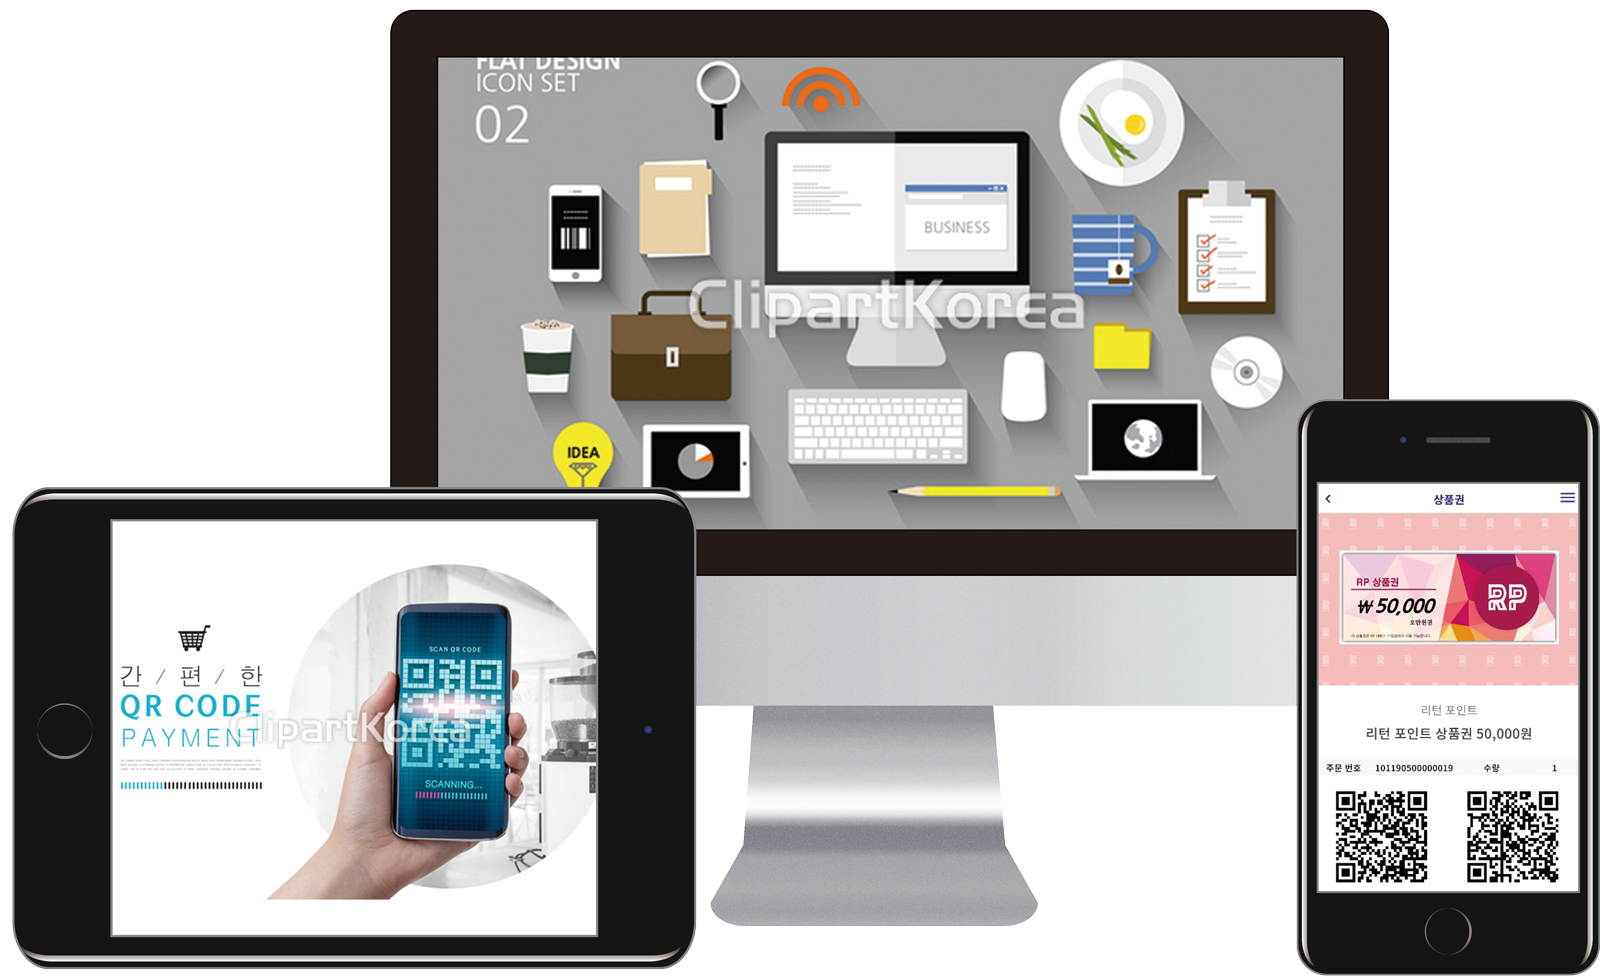 FLAT DESIGN
ICON SET
02
BUSINESS
ClipartKorea
IDEA
간 / 편 / 한
QR CODE
PAYMENT
ClipartKorea
SCAN QR CODE
SCANNING...
상품권
RP 상품권
₩ 50,000
오만원권
RP
리턴 포인트
리턴 포인트 상품권 50,000원
주문 번호 101190500000019 수량 1